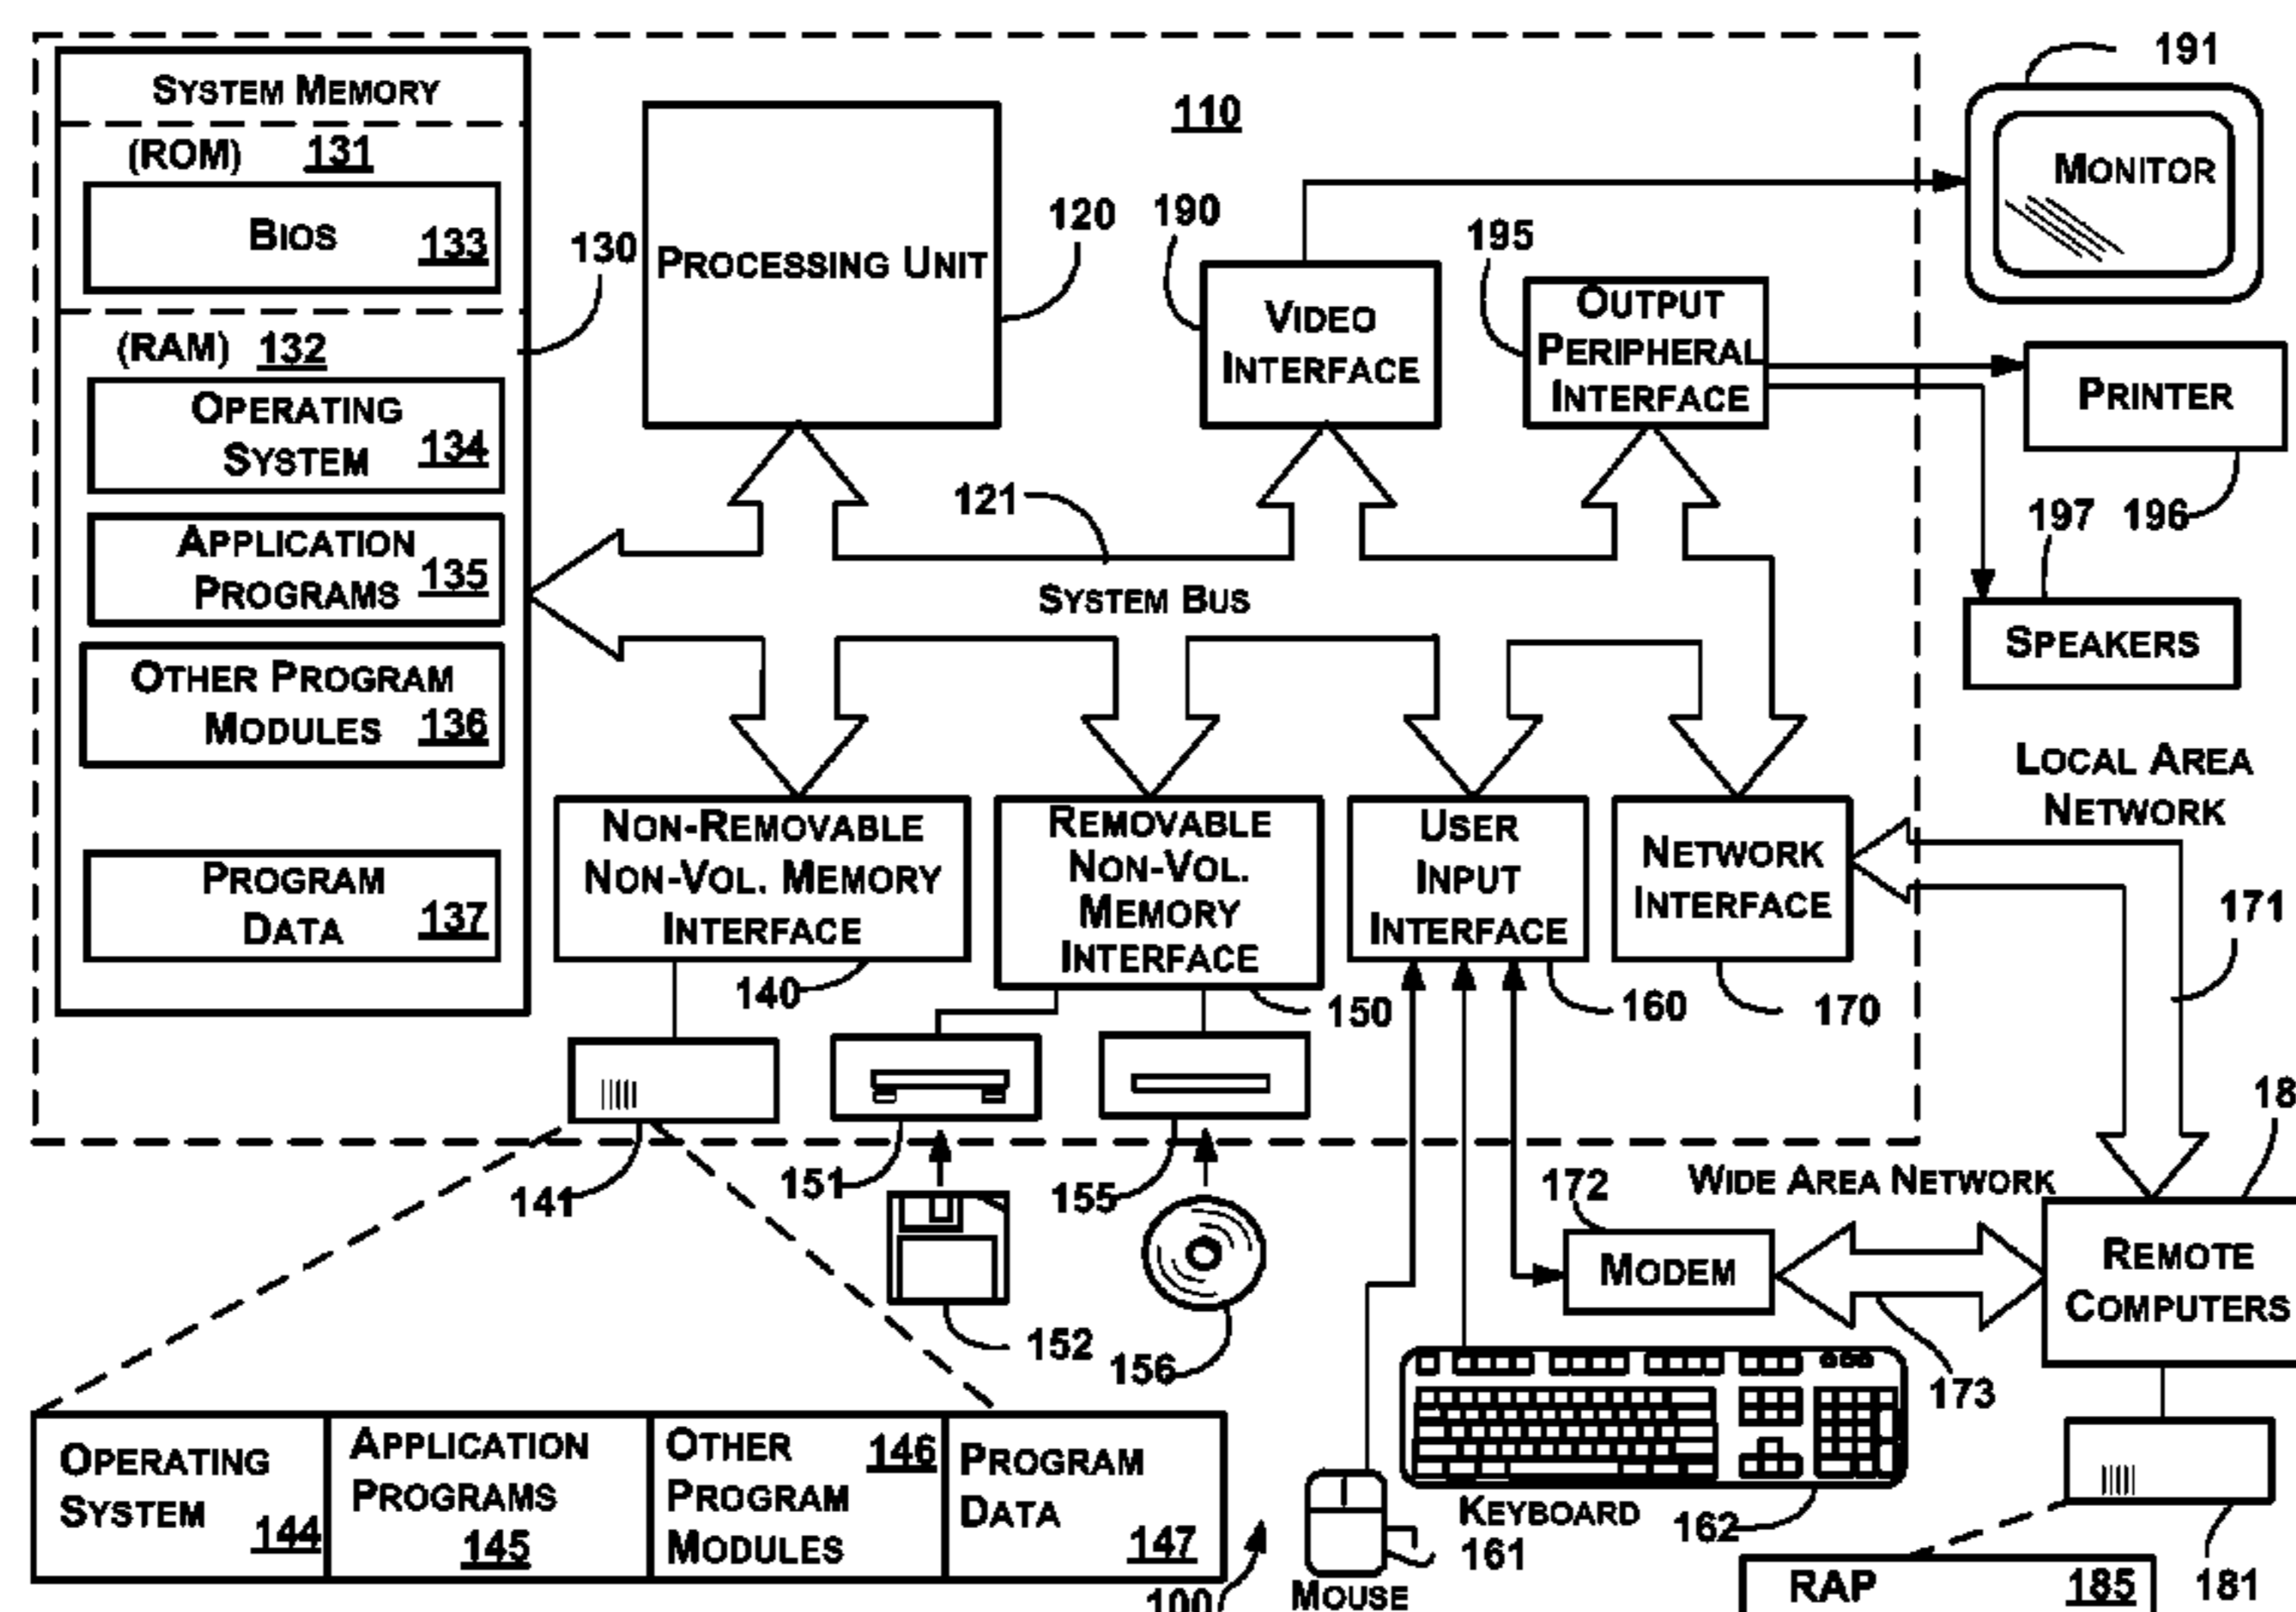 SYSTEM MEMORY
(ROM) 131
BIOS 133
130
(RAM) 132
OPERATING
SYSTEM 134
APPLICATION
PROGRAMS 135
OTHER PROGRAM
MODULES 136
PROGRAM
DATA 137
PROCESSING UNIT
120
110
190
VIDEO
INTERFACE
195
OUTPUT
PERIPHERAL
INTERFACE
191
MONITOR
PRINTER
196
197
SPEAKERS
121
SYSTEM BUS
NON-REMOVABLE
NON-VOL. MEMORY
INTERFACE
140
REMOVABLE
NON-VOL.
MEMORY
INTERFACE
150
USER
INPUT
INTERFACE
160
NETWORK
INTERFACE
170
LOCAL AREA
NETWORK
171
141
151
155
152
156
172
MODEM
WIDE AREA NETWORK
173
18
REMOTE
COMPUTERS
OPERATING
SYSTEM 144
APPLICATION
PROGRAMS
145
OTHER 146
PROGRAM
MODULES
PROGRAM
DATA
147
100
MOUSE
KEYBOARD
161
162
181
RAP 185